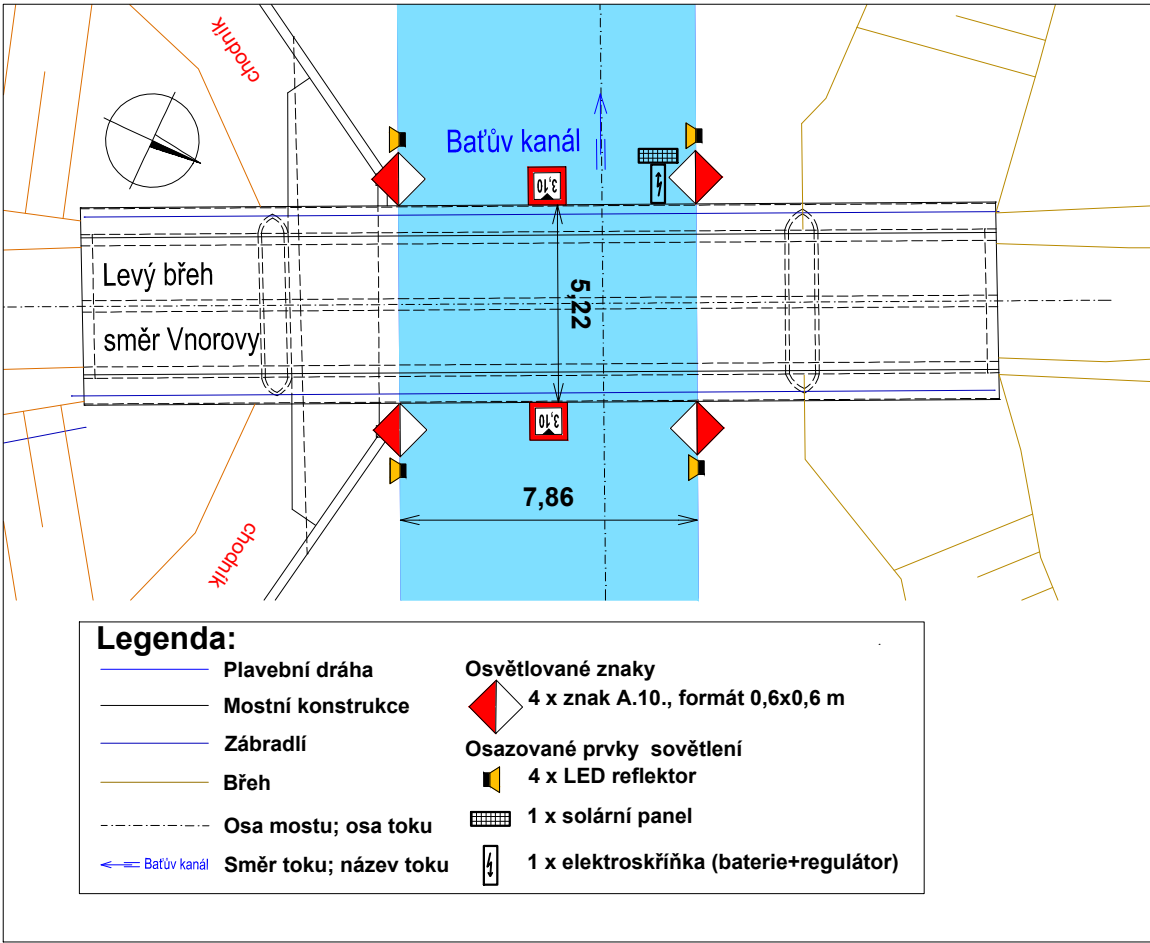 chodník
Baťův kanál
3,10
Levý břeh
5,22
směr Vnorovy
3,10
7,86
chodník
Legenda:
Plavební dráha
Mostní konstrukce
Zábradlí
Břeh
Osa mostu; osa toku
Baťův kanál Směr toku; název toku
Osvětlované znaky
4 x znak A.10., formát 0,6x0,6 m
Osazované prvky sovětlení
4 x LED reflektor
1 x solární panel
1 x elektroskříňka (baterie+regulátor)